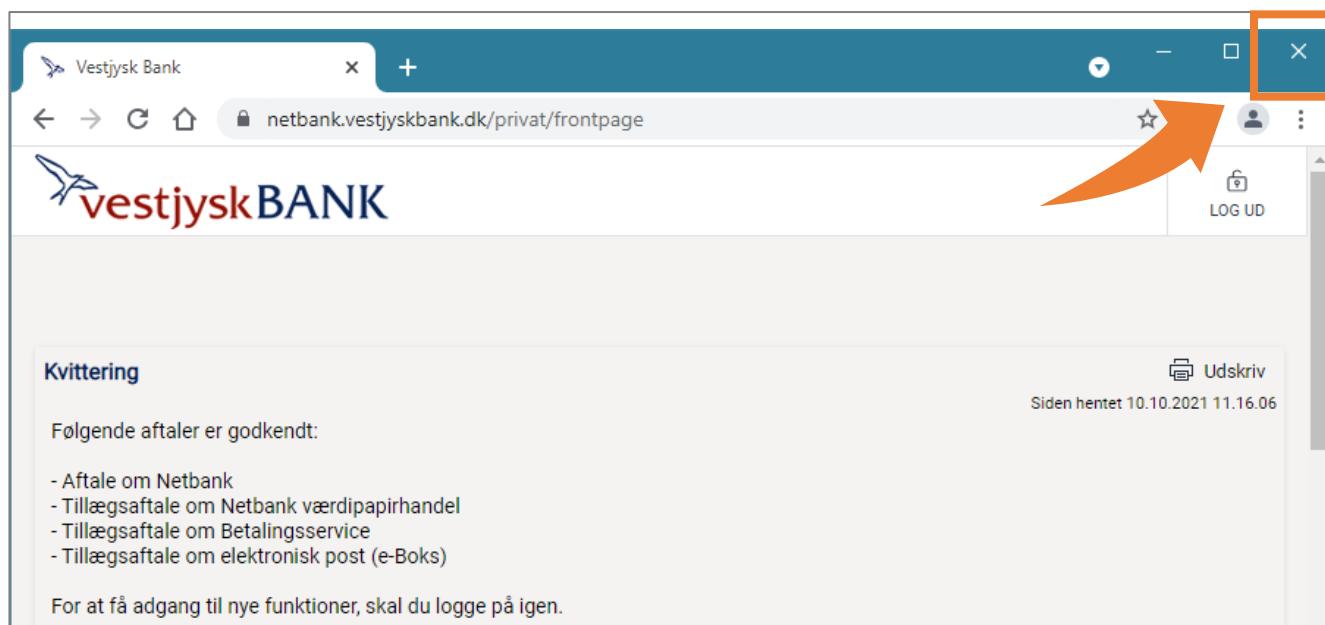 Vestjysk Bank
netbank.vestjyskbank.dk/privat/frontpage
vestjyskBANK
LOG UD
Kvittering
Udskriv
Siden hentet 10.10.2021 11.16.06
Følgende aftaler er godkendt:
- Aftale om Netbank
- Tillægsaftale om Netbank værdipapirhandel
- Tillægsaftale om Betalingsservice
- Tillægsaftale om elektronisk post (e-Boks)
For at få adgang til nye funktioner, skal du logge på igen.